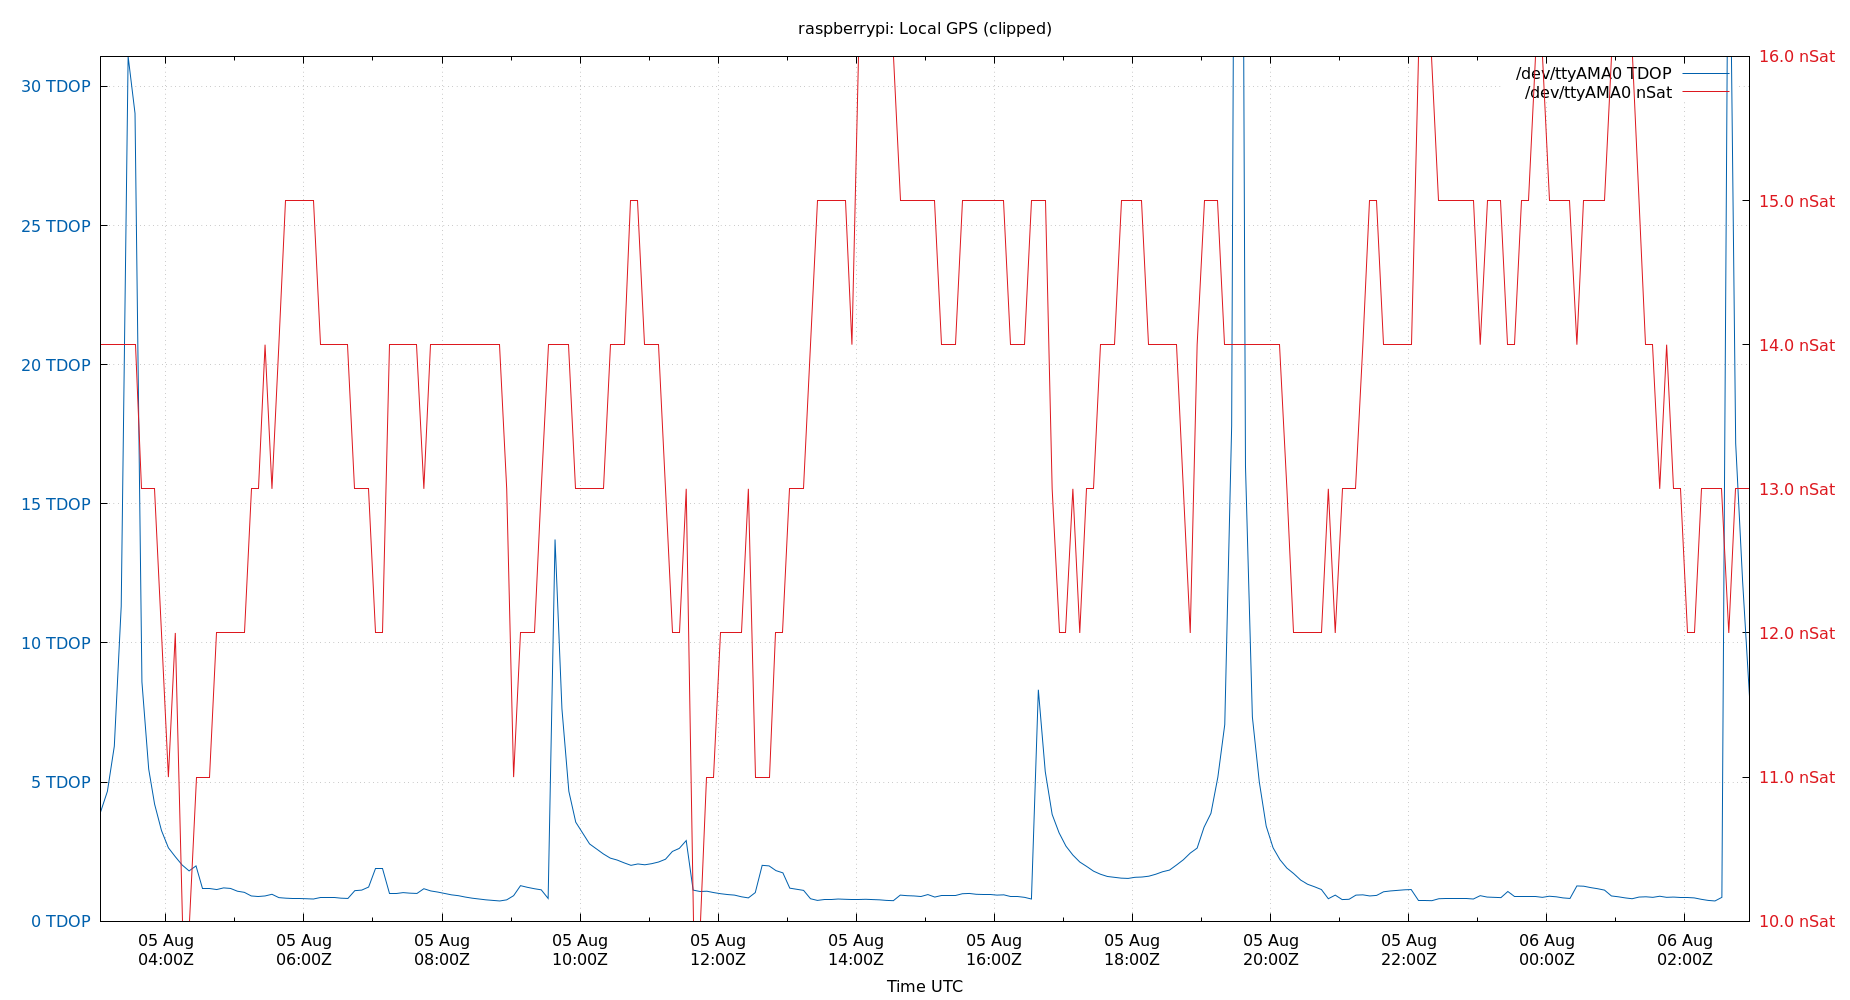 raspberrypi: Local GPS (clipped)
/dev/ttyAMA0 TDOP
/dev/ttyAMA0 nSat
30 TDOP
25 TDOP
20 TDOP
15 TDOP
10 TDOP
5 TDOP
0 TDOP
16.0 nSat
15.0 nSat
14.0 nSat
13.0 nSat
12.0 nSat
11.0 nSat
10.0 nSat
05 Aug 05 Aug 05 Aug 05 Aug 05 Aug 05 Aug 05 Aug 05 Aug 05 Aug 05 Aug 06 Aug 06 Aug
04:00Z 06:00Z 08:00Z 10:00Z 12:00Z 14:00Z 16:00Z 18:00Z 20:00Z 22:00Z 00:00Z 02:00Z
Time UTC